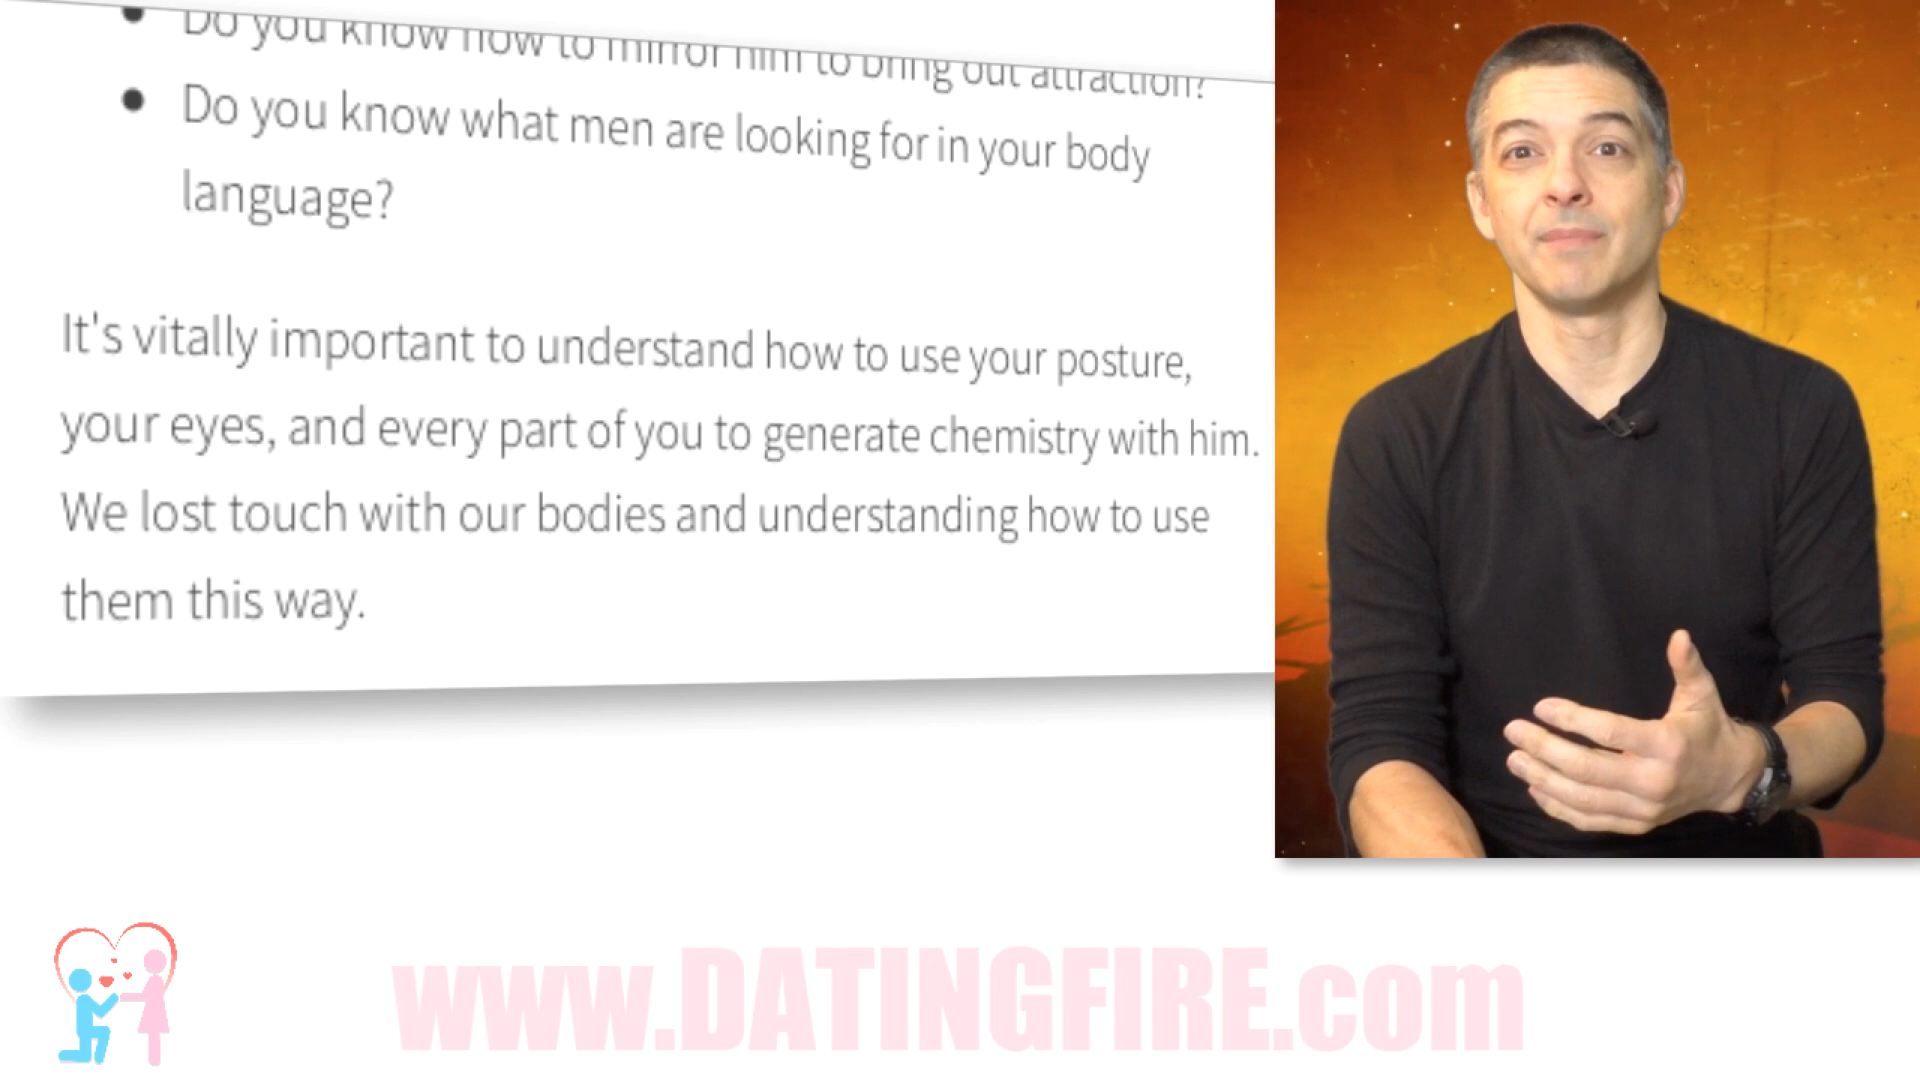 Do you know how to mirror him to bring out attraction?
Do you know what men are looking for in your body
language?
It's vitally important to understand how to use your posture,
your eyes, and every part of you to generate chemistry with him.
We lost touch with our bodies and understanding how to use
them this way.
www.DATINGFIRE.com